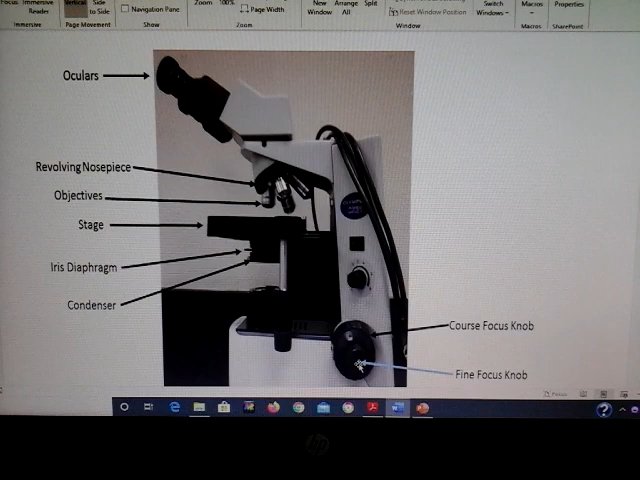 Focus Immersive
Reader
Immersive
Vertical Side
to Side
Page Movement
Navigation Pane
Show
Zoom 100%
Page Width
Zoom
New Arrange Split
Window All
Reset Window Position
Window
Switch
Windows
Macros
Macros
Properties
SharePoint
Oculars
Revolving Nosepiece
Objectives
Stage
Iris Diaphragm
Condenser
Course Focus Knob
Fine Focus Knob
Focus
hp